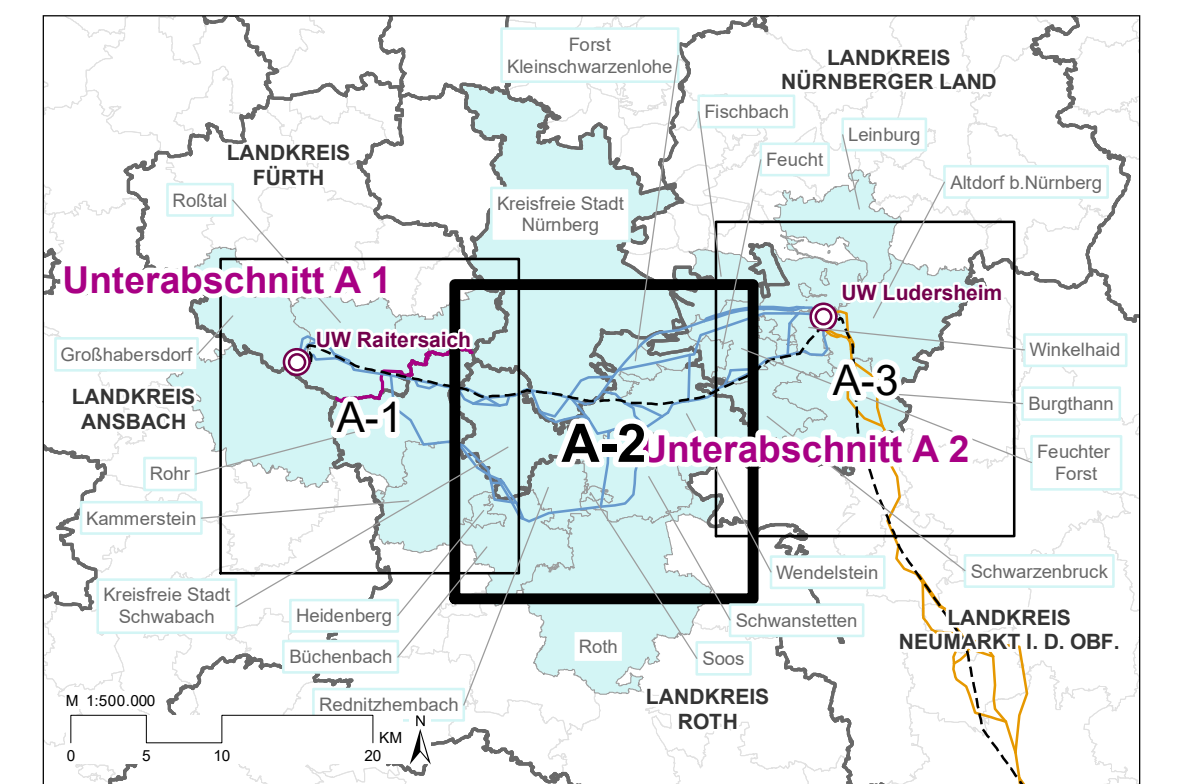 Forst
Kleinschwarzenlohe
LANDKREIS
NÜRNBERGER LAND
Fischbach
Leinburg
LANDKREIS
FÜRTH
Feucht
Altdorf b.Nürnberg
Roßtal
Kreisfreie Stadt
Nürnberg
Unterabschnitt A 1
UW Ludersheim
UW Raitersaich
Großhabersdorf
Winkelhaid
LANDKREIS
ANSBACH
A-1
A-3
Burgthann
A-2
Unterabschnitt A 2
Feuchter
Forst
Rohr
Kammerstein
Wendelstein
Schwarzenbruck
Kreisfreie Stadt
Schwabach
Heidenberg
Schwanstetten
LANDKREIS
NEUMARKT I. D. OBF.
Büchenbach
Roth
Soos
Rednitzhembach
LANDKREIS
ROTH
M 1:500.000
N
KM
0 5 10 20